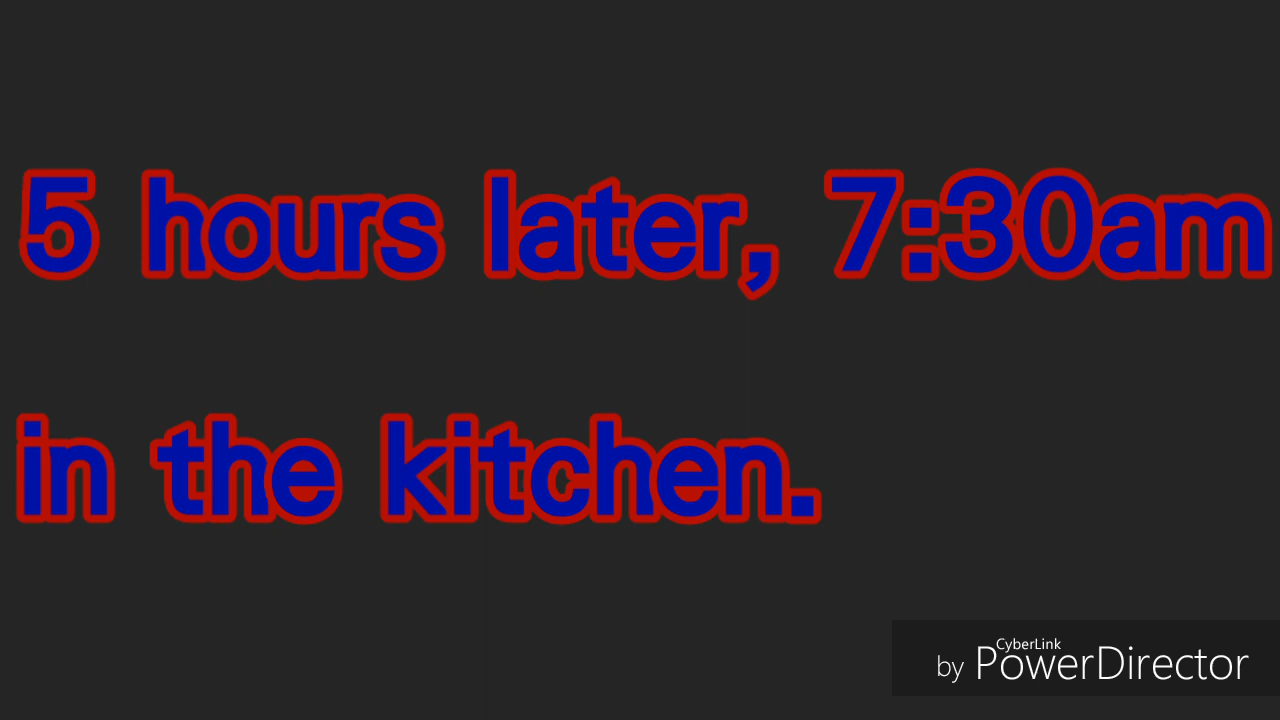 5 hours later, 7:30am
in the kitchen.
by CyberLink PowerDirector